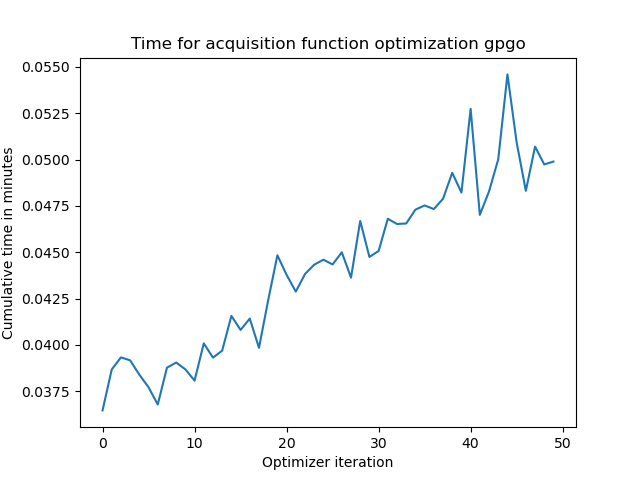 Time for acquisition function optimization gpgo
0.0550
0.0525
0.0500
0.0475
0.0450
0.0425
0.0400
0.0375
Cumulative time in minutes
0 10 20 30 40 50
Optimizer iteration